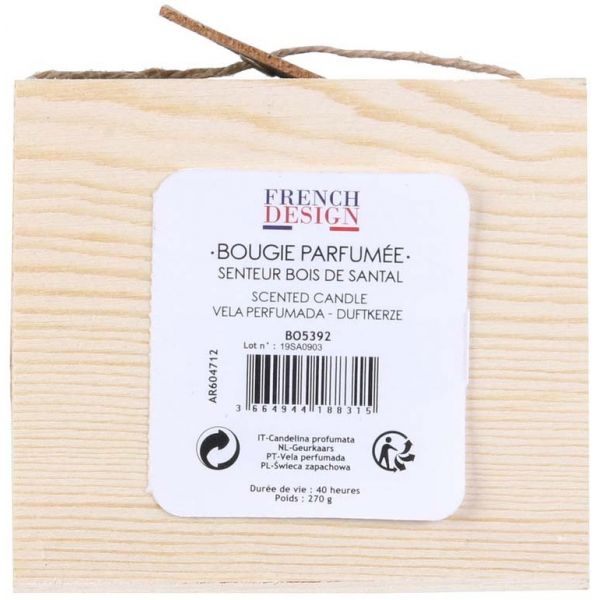 FRENCH
DESIGN
· BOUGIE PARFUMÉE ·
SENTEUR BOIS DE SANTAL
SCENTED CANDLE
VELA PERFUMADA - DUFTKERZE
BO5392
Lot n° : 19SA0903
AR604712
3 664944 188315
IT-Candelina profumata
NL-Geurkaars
PT-Vela perfumada
PL-Świeca zapachowa
Durée de vie : 40 heures
Poids : 270 g